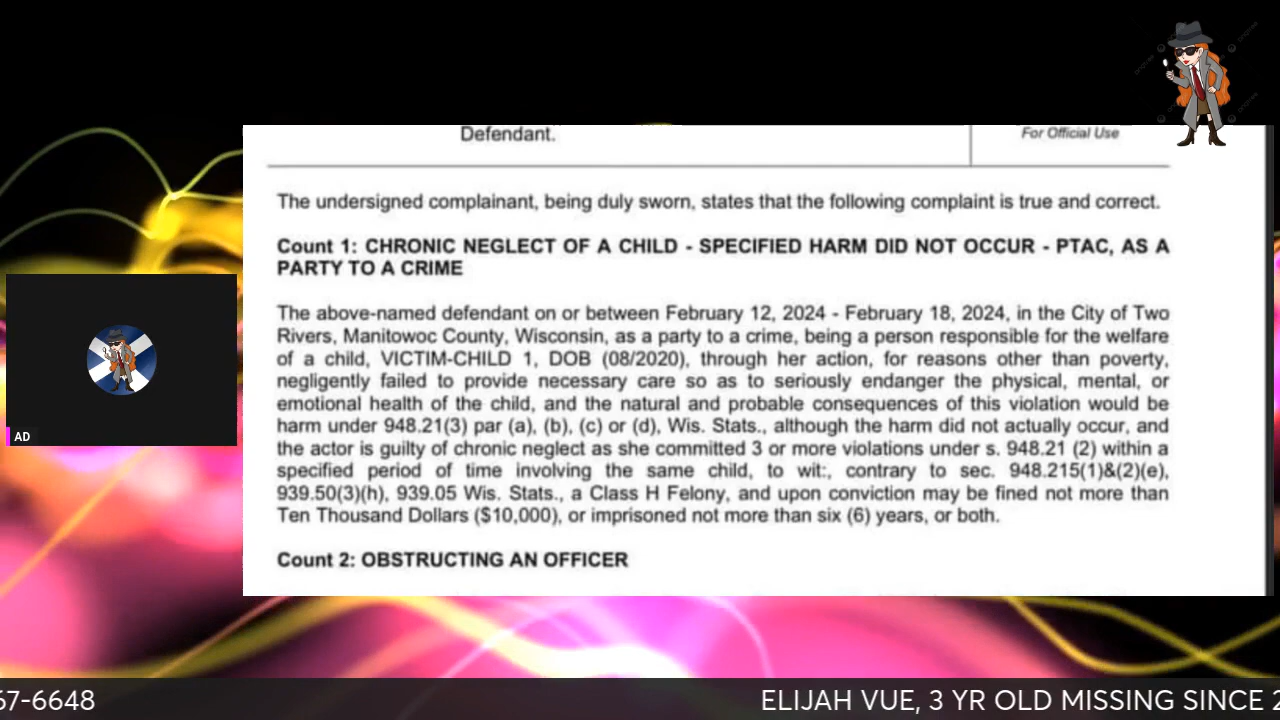 Defendant.
For Official Use
The undersigned complainant, being duly sworn, states that the following complaint is true and correct.
Count 1: CHRONIC NEGLECT OF A CHILD - SPECIFIED HARM DID NOT OCCUR - PTAC, AS A
PARTY TO A CRIME
The above-named defendant on or between February 12, 2024 - February 18, 2024, in the City of Two
Rivers, Manitowoc County, Wisconsin, as a party to a crime, being a person responsible for the welfare
of a child, VICTIM-CHILD 1, DOB (08/2020), through her action, for reasons other than poverty,
negligently failed to provide necessary care so as to seriously endanger the physical, mental, or
emotional health of the child, and the natural and probable consequences of this violation would be
harm under 948.21(3) par (a), (b), (c) or (d), Wis. Stats., although the harm did not actually occur, and
the actor is guilty of chronic neglect as she committed 3 or more violations under s. 948.21 (2) within a
specified period of time involving the same child, to wit:, contrary to sec. 948.215(1)&(2)(e),
939.50(3)(h), 939.05 Wis. Stats., a Class H Felony, and upon conviction may be fined not more than
Ten Thousand Dollars ($10,000), or imprisoned not more than six (6) years, or both.
Count 2: OBSTRUCTING AN OFFICER
AD
67-6648
ELIJAH VUE, 3 YR OLD MISSING SINCE 2